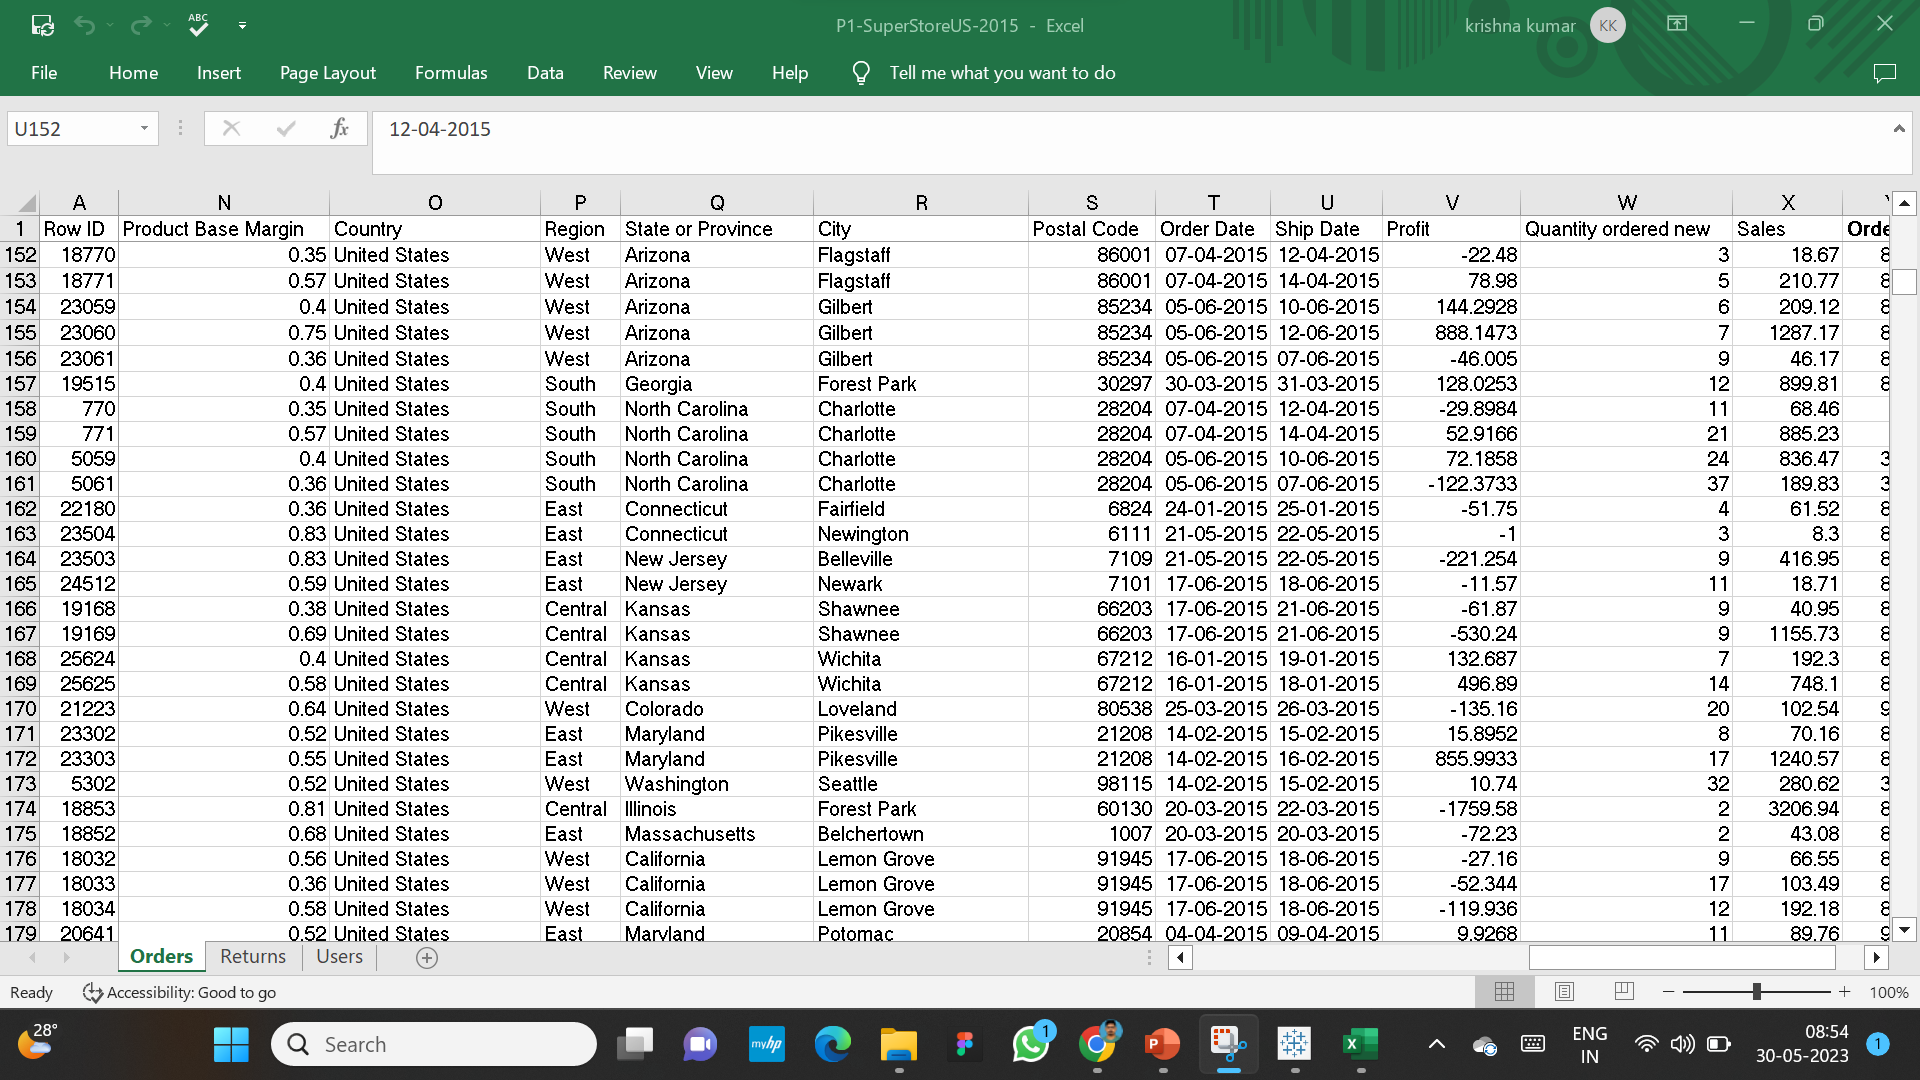 ABC
P1-SuperStoreUS-2015 - Excel
krishna kumar KK
File Home Insert Page Layout Formulas Data Review View Help Tell me what you want to do
U152 fx 12-04-2015
A N O P Q R S T U V W X
1 Row ID Product Base Margin Country Region State or Province City Postal Code Order Date Ship Date Profit Quantity ordered new Sales Orde
152 18770 0.35 United States West Arizona Flagstaff 86001 07-04-2015 12-04-2015 -22.48 3 18.67 8
153 18771 0.57 United States West Arizona Flagstaff 86001 07-04-2015 14-04-2015 78.98 5 210.77 8
154 23059 0.4 United States West Arizona Gilbert 85234 05-06-2015 10-06-2015 144.2928 6 209.12 8
155 23060 0.75 United States West Arizona Gilbert 85234 05-06-2015 12-06-2015 888.1473 7 1287.17 8
156 23061 0.36 United States West Arizona Gilbert 85234 05-06-2015 07-06-2015 -46.005 9 46.17 8
157 19515 0.4 United States South Georgia Forest Park 30297 30-03-2015 31-03-2015 128.0253 12 899.81 8
158 770 0.35 United States South North Carolina Charlotte 28204 07-04-2015 12-04-2015 -29.8984 11 68.46
159 771 0.57 United States South North Carolina Charlotte 28204 07-04-2015 14-04-2015 52.9166 21 885.23
160 5059 0.4 United States South North Carolina Charlotte 28204 05-06-2015 10-06-2015 72.1858 24 836.47 3
161 5061 0.36 United States South North Carolina Charlotte 28204 05-06-2015 07-06-2015 -122.3733 37 189.83 3
162 22180 0.36 United States East Connecticut Fairfield 6824 24-01-2015 25-01-2015 -51.75 4 61.52 8
163 23504 0.83 United States East Connecticut Newington 6111 21-05-2015 22-05-2015 -1 3 8.3 8
164 23503 0.83 United States East New Jersey Belleville 7109 21-05-2015 22-05-2015 -221.254 9 416.95 8
165 24512 0.59 United States East New Jersey Newark 7101 17-06-2015 18-06-2015 -11.57 11 18.71 8
166 19168 0.38 United States Central Kansas Shawnee 66203 17-06-2015 21-06-2015 -61.87 9 40.95 8
167 19169 0.69 United States Central Kansas Shawnee 66203 17-06-2015 21-06-2015 -530.24 9 1155.73 8
168 25624 0.4 United States Central Kansas Wichita 67212 16-01-2015 19-01-2015 132.687 7 192.3 8
169 25625 0.58 United States Central Kansas Wichita 67212 16-01-2015 18-01-2015 496.89 14 748.1 8
170 21223 0.64 United States West Colorado Loveland 80538 25-03-2015 26-03-2015 -135.16 20 102.54 9
171 23302 0.52 United States East Maryland Pikesville 21208 14-02-2015 15-02-2015 15.8952 8 70.16 8
172 23303 0.55 United States East Maryland Pikesville 21208 14-02-2015 16-02-2015 855.9933 17 1240.57 8
173 5302 0.52 United States West Washington Seattle 98115 14-02-2015 15-02-2015 10.74 32 280.62 3
174 18853 0.81 United States Central Illinois Forest Park 60130 20-03-2015 22-03-2015 -1759.58 2 3206.94 8
175 18852 0.68 United States East Massachusetts Belchertown 1007 20-03-2015 20-03-2015 -72.23 2 43.08 8
176 18032 0.56 United States West California Lemon Grove 91945 17-06-2015 18-06-2015 -27.16 9 66.55 8
177 18033 0.36 United States West California Lemon Grove 91945 17-06-2015 18-06-2015 -52.344 17 103.49 8
178 18034 0.58 United States West California Lemon Grove 91945 17-06-2015 18-06-2015 -119.936 12 192.18 8
179 20641 0.52 United States East Maryland Potomac 20854 04-04-2015 09-04-2015 9.9268 11 89.76 9
Orders Returns Users
Ready Accessibility: Good to go 100%
28° Search myhp 1 P X ENG 08:54
IN 30-05-2023 1